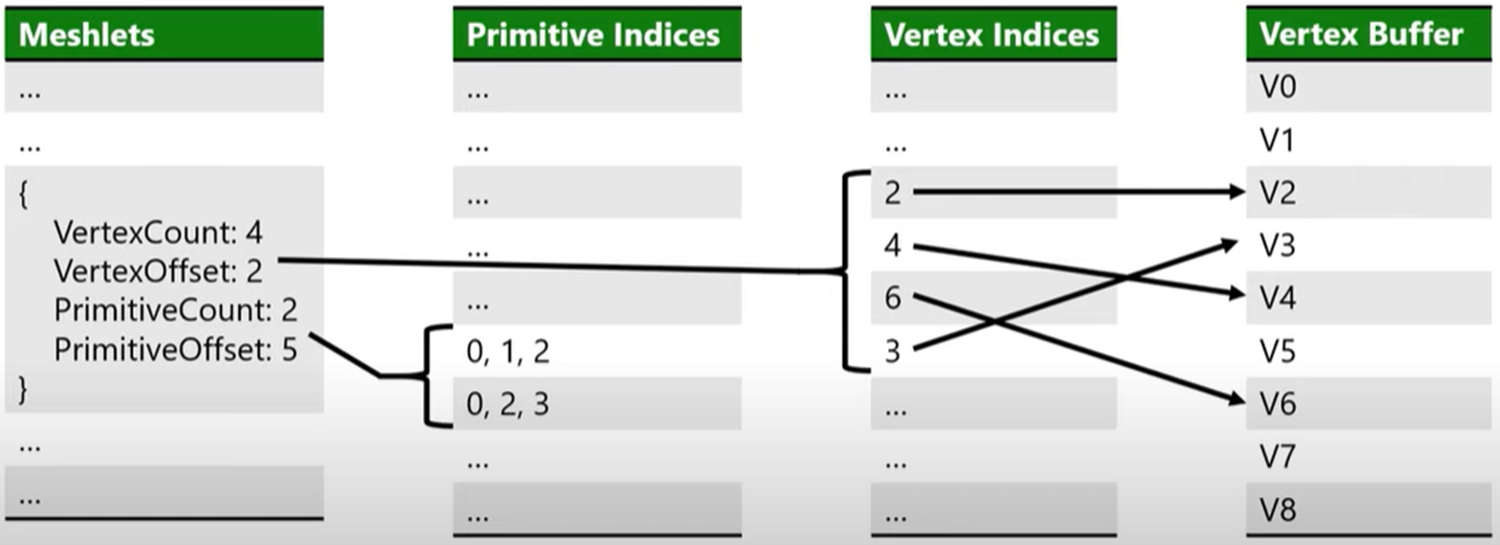 Meshlets
...
...
{
VertexCount: 4
VertexOffset: 2
PrimitiveCount: 2
PrimitiveOffset: 5
}
...
...
Primitive Indices
...
...
...
...
...
0, 1, 2
0, 2, 3
...
...
Vertex Indices
...
...
2
4
6
3
...
...
...
Vertex Buffer
V0
V1
V2
V3
V4
V5
V6
V7
V8